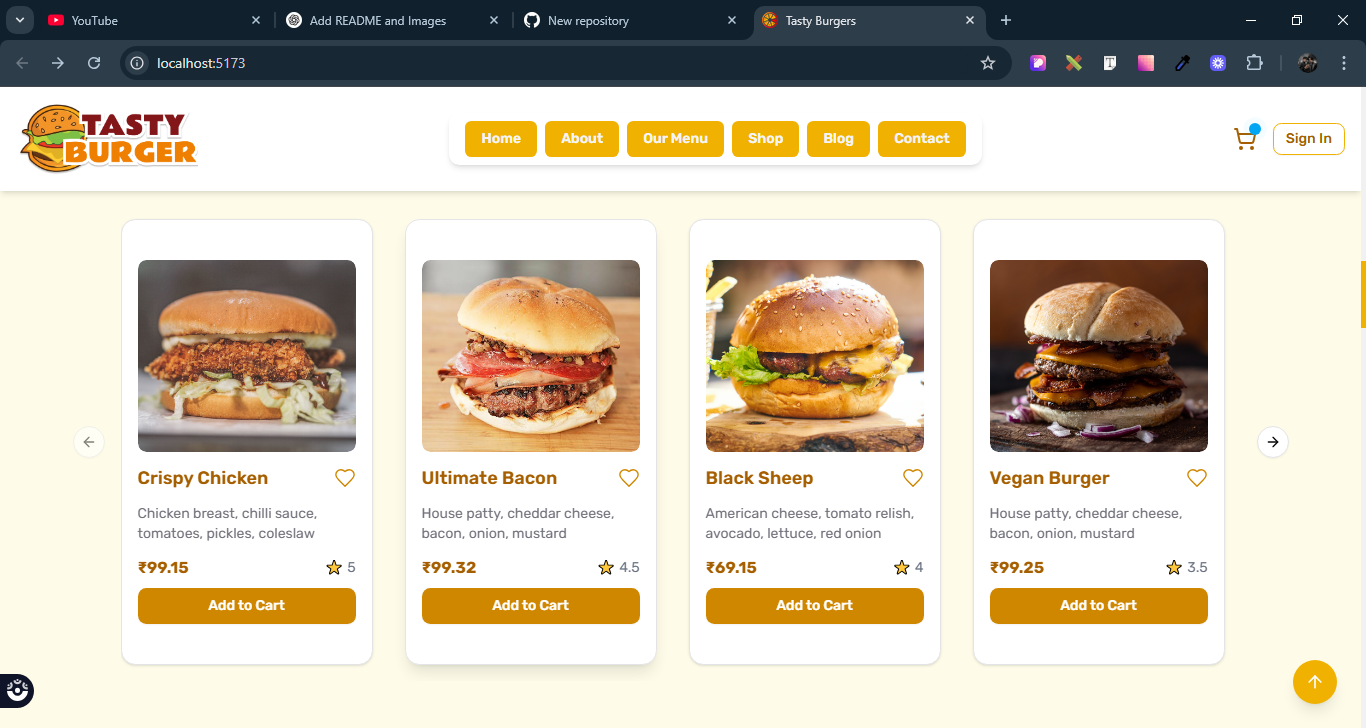 YouTube
Add README and Images
New repository
Tasty Burgers
localhost:5173
TASTY
BURGER
Home
About
Our Menu
Shop
Blog
Contact
Sign In
Crispy Chicken
Chicken breast, chilli sauce,
tomatoes, pickles, coleslaw
₹99.15
5
Add to Cart
Ultimate Bacon
House patty, cheddar cheese,
bacon, onion, mustard
₹99.32
4.5
Add to Cart
Black Sheep
American cheese, tomato relish,
avocado, lettuce, red onion
₹69.15
4
Add to Cart
Vegan Burger
House patty, cheddar cheese,
bacon, onion, mustard
₹99.25
3.5
Add to Cart